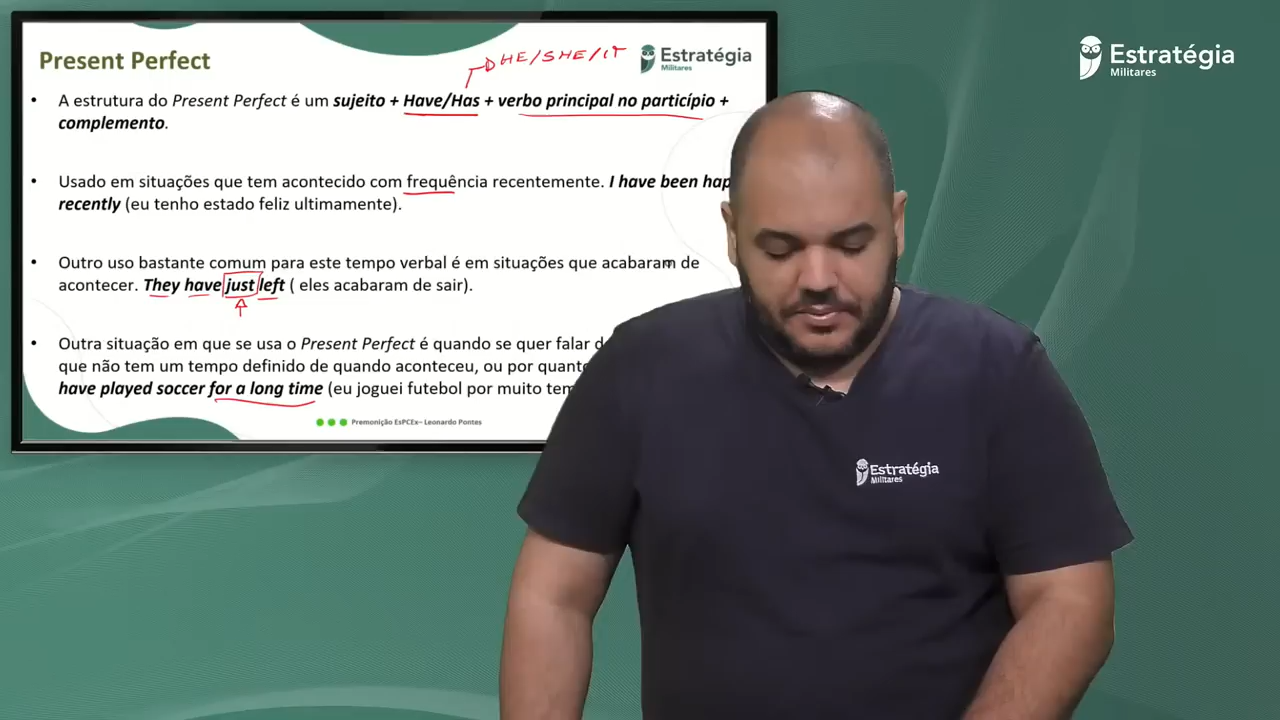 Present Perfect
HE/SHE/IT
Estratégia
Militares
• A estrutura do Present Perfect é um sujeito + Have/Has + verbo principal no particípio +
complemento.
• Usado em situações que tem acontecido com frequência recentemente. I have been hap
recently (eu tenho estado feliz ultimamente).
• Outro uso bastante comum para este tempo verbal é em situações que acabaram de
acontecer. They have just left ( eles acabaram de sair).
• Outra situação em que se usa o Present Perfect é quando se quer falar d
que não tem um tempo definido de quando aconteceu, ou por quant
have played soccer for a long time (eu joguei futebol por muito tem
Premonição EsPCEx– Leonardo Pontes
Estratégia
Militares
Estratégia
Militares